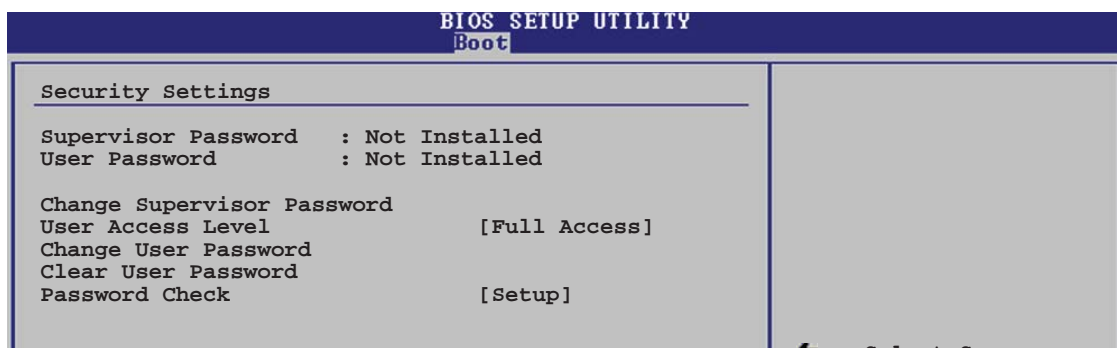 BIOS SETUP UTILITY
Boot
Security Settings
Supervisor Password : Not Installed
User Password : Not Installed
Change Supervisor Password
User Access Level [Full Access]
Change User Password
Clear User Password
Password Check [Setup]